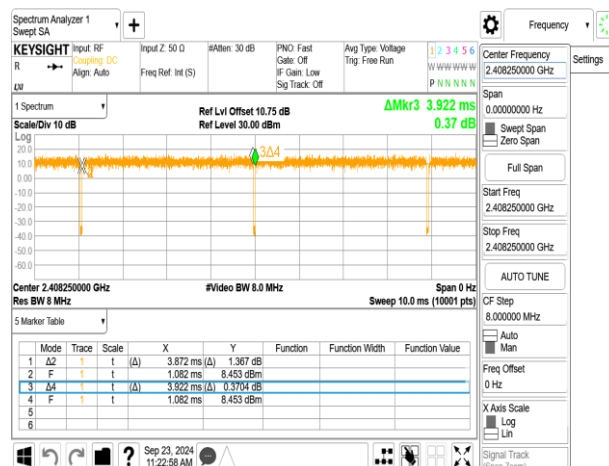 Spectrum Analyzer 1
Swept SA
Frequency
Settings
KEYSIGHT
R
Input: RF
Coupling: DC
Align: Auto
Input Z: 50 Ω
Freq Ref: Int (S)
#Atten: 30 dB
PNO: Fast
Gate: Off
IF Gain: Low
Sig Track: Off
Avg Type: Voltage
Trig: Free Run
1 2 3 4 5 6
W W W W W W
P N N N N N
1 Spectrum
Scale/Div 10 dB
Ref Lvl Offset 10.75 dB
Ref Level 30.00 dBm
ΔMkr3 3.922 ms
0.37 dB
Log
20.0
10.0
0.00
-10.0
-20.0
-30.0
-40.0
-50.0
-60.0
3Δ4
Center 2.408250000 GHz
Res BW 8 MHz
#Video BW 8.0 MHz
Span 0 Hz
Sweep 10.0 ms (10001 pts)
5 Marker Table
Mode Trace Scale X Y Function Function Width Function Value
1 Δ2 1 t (Δ) 3.872 ms (Δ) 1.367 dB
2 F 1 t 1.082 ms 8.453 dBm
3 Δ4 1 t (Δ) 3.922 ms (Δ) 0.3704 dB
4 F 1 t 1.082 ms 8.453 dBm
5
6
Sep 23, 2024
11:22:58 AM
?
Center Frequency
2.408250000 GHz
Span
0.00000000 Hz
Swept Span
Zero Span
Full Span
Start Freq
2.408250000 GHz
Stop Freq
2.408250000 GHz
AUTO TUNE
CF Step
8.000000 MHz
Auto
Man
Freq Offset
0 Hz
X Axis Scale
Log
Lin
Signal Track
(Span Zoom)